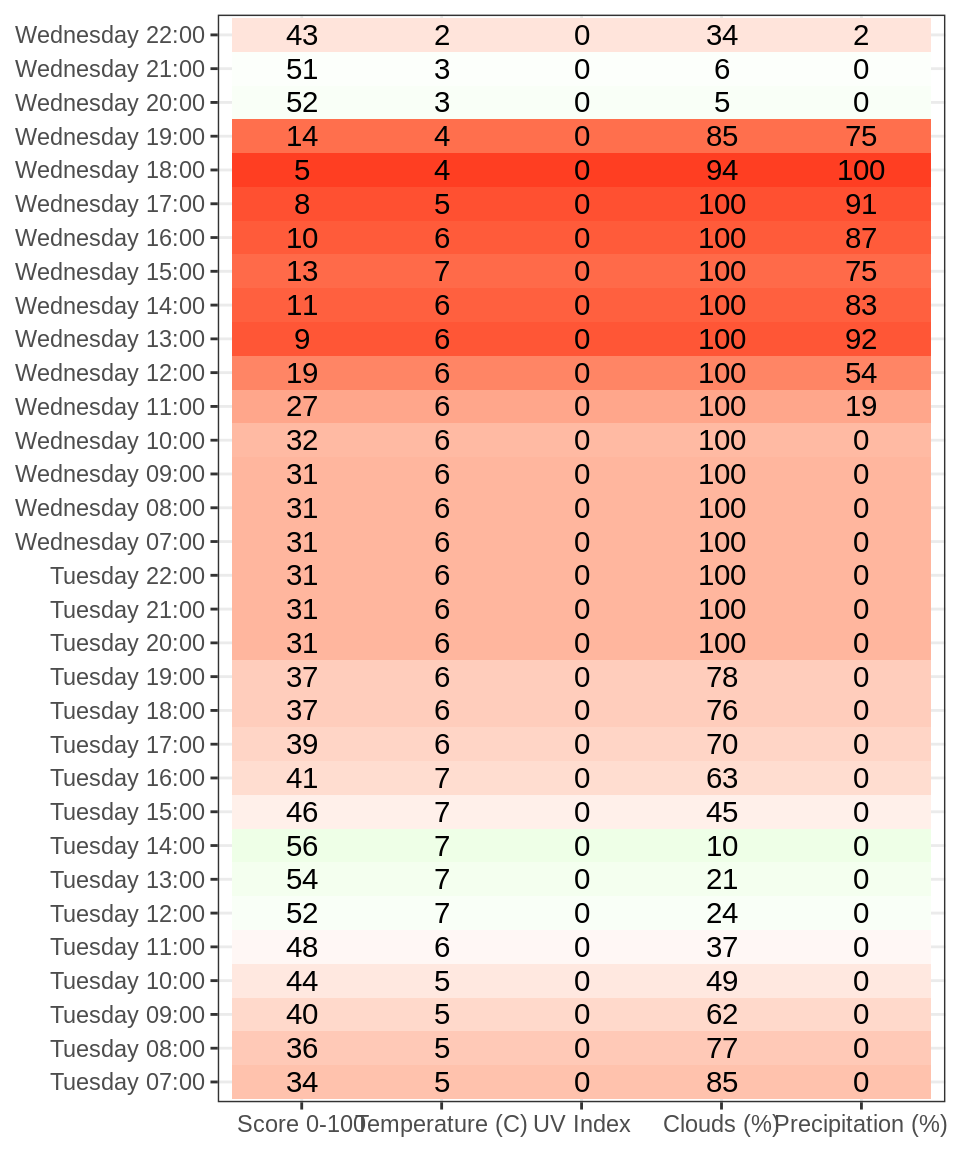 Wednesday 22:00 43 2 0 34 2
Wednesday 21:00 51 3 0 6 0
Wednesday 20:00 52 3 0 5 0
Wednesday 19:00 14 4 0 85 75
Wednesday 18:00 5 4 0 94 100
Wednesday 17:00 8 5 0 100 91
Wednesday 16:00 10 6 0 100 87
Wednesday 15:00 13 7 0 100 75
Wednesday 14:00 11 6 0 100 83
Wednesday 13:00 9 6 0 100 92
Wednesday 12:00 19 6 0 100 54
Wednesday 11:00 27 6 0 100 19
Wednesday 10:00 32 6 0 100 0
Wednesday 09:00 31 6 0 100 0
Wednesday 08:00 31 6 0 100 0
Wednesday 07:00 31 6 0 100 0
Tuesday 22:00 31 6 0 100 0
Tuesday 21:00 31 6 0 100 0
Tuesday 20:00 31 6 0 100 0
Tuesday 19:00 37 6 0 78 0
Tuesday 18:00 37 6 0 76 0
Tuesday 17:00 39 6 0 70 0
Tuesday 16:00 41 7 0 63 0
Tuesday 15:00 46 7 0 45 0
Tuesday 14:00 56 7 0 10 0
Tuesday 13:00 54 7 0 21 0
Tuesday 12:00 52 7 0 24 0
Tuesday 11:00 48 6 0 37 0
Tuesday 10:00 44 5 0 49 0
Tuesday 09:00 40 5 0 62 0
Tuesday 08:00 36 5 0 77 0
Tuesday 07:00 34 5 0 85 0
Score 0-100 Temperature (C) UV Index Clouds (%) Precipitation (%)